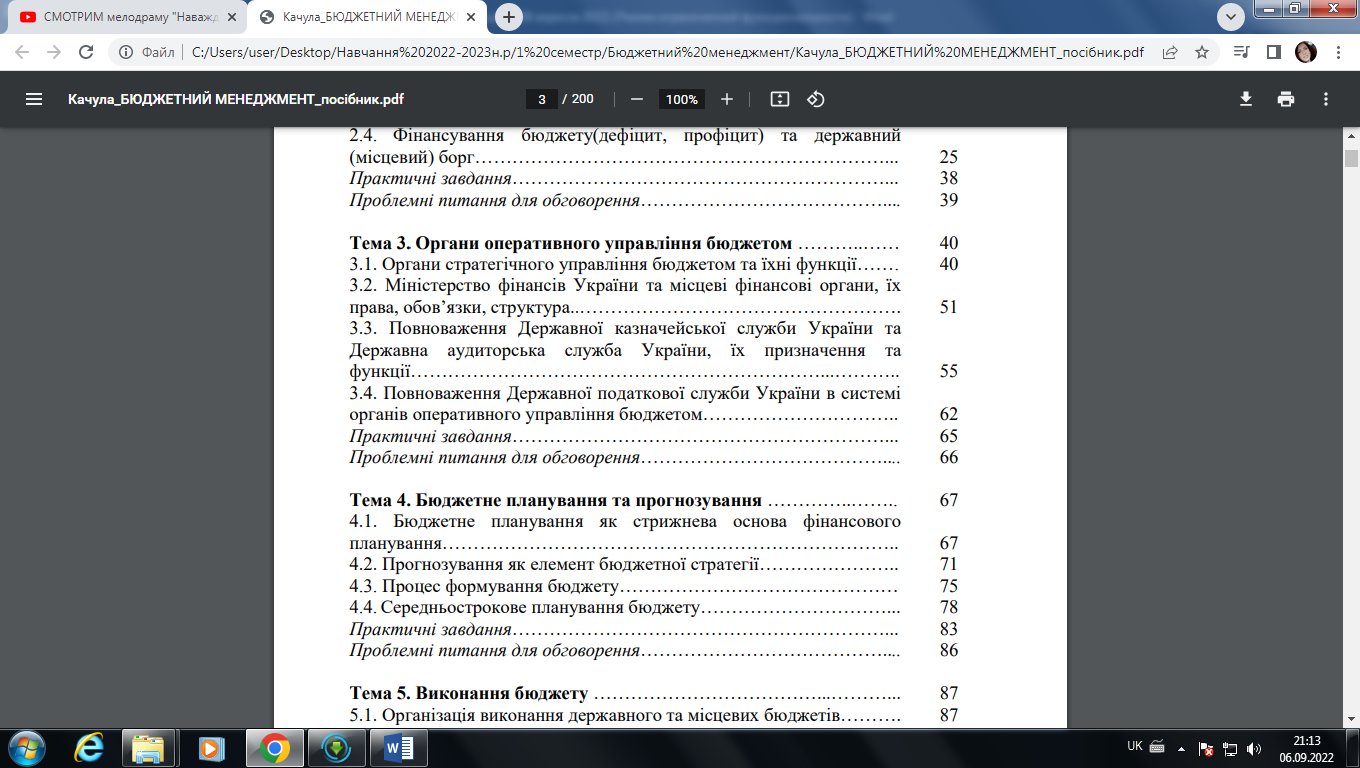 СМОТРИМ мелодраму "Наважд
Качула_БЮДЖЕТНИЙ МЕНЕДЖМ
Файл C:/Users/user/Desktop/Навчання%202022-2023н.р/1%20семестр/Бюджетний%20менеджмент/Качула_БЮДЖЕТНИЙ%20МЕНЕДЖМЕНТ_посібник.pdf
Качула_БЮДЖЕТНИЙ МЕНЕДЖМЕНТ_посібник.pdf 3 / 200 100%
2.4. Фінансування бюджету(дефіцит, профіцит) та державний
(місцевий) борг…………………………………………………………... 25
Практичні завдання……………………………………………………... 38
Проблемні питання для обговорення…………………………………... 39
Тема 3. Органи оперативного управління бюджетом ………..…… 40
3.1. Органи стратегічного управління бюджетом та їхні функції……. 40
3.2. Міністерство фінансів України та місцеві фінансові органи, їх
права, обов’язки, структура..……………………………………………. 51
3.3. Повноваження Державної казначейської служби України та
Державна аудиторська служба України, їх призначення та
функції…………………………………………………………...……….. 55
3.4. Повноваження Державної податкової служби України в системі
органів оперативного управління бюджетом………………………….. 62
Практичні завдання……………………………………………………... 65
Проблемні питання для обговорення…………………………………... 66
Тема 4. Бюджетне планування та прогнозування …………..……. 67
4.1. Бюджетне планування як стрижнева основа фінансового
планування……………………………………………………………….. 67
4.2. Прогнозування як елемент бюджетної стратегії………………….. 71
4.3. Процес формування бюджету……………………………………… 75
4.4. Середньострокове планування бюджету…………………………... 78
Практичні завдання……………………………………………………... 83
Проблемні питання для обговорення…………………………………... 86
Тема 5. Виконання бюджету ………………………………..………... 87
5.1. Організація виконання державного та місцевих бюджетів………. 87
UK
21:13
06.09.2022